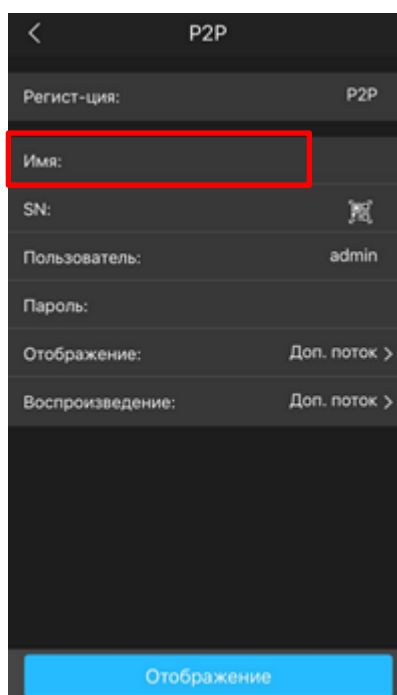 P2P
Регист-ция: P2P
Имя:
SN:
Пользователь: admin
Пароль:
Отображение: Доп. поток >
Воспроизведение: Доп. поток >
Отображение